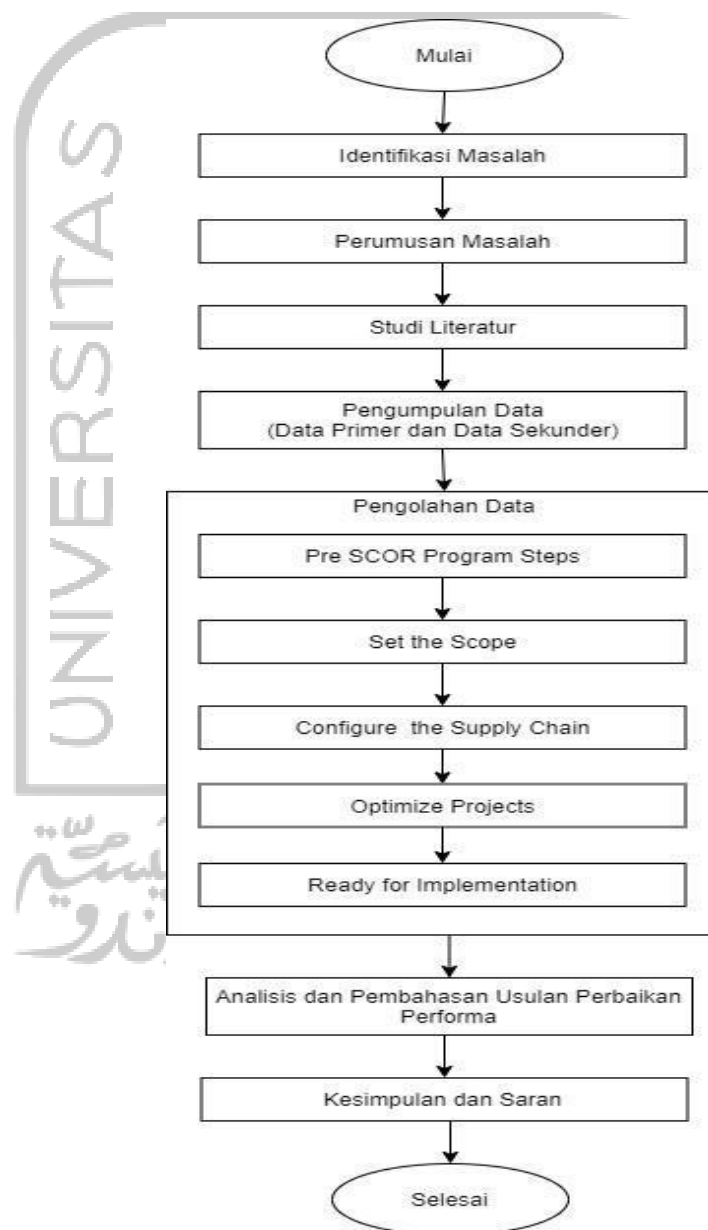 UNIVERSITAS
Mulai
Identifikasi Masalah
Perumusan Masalah
Studi Literatur
Pengumpulan Data
(Data Primer dan Data Sekunder)
Pengolahan Data
Pre SCOR Program Steps
Set the Scope
Configure the Supply Chain
Optimize Projects
Ready for Implementation
Analisis dan Pembahasan Usulan Perbaikan
Performa
Kesimpulan dan Saran
Selesai